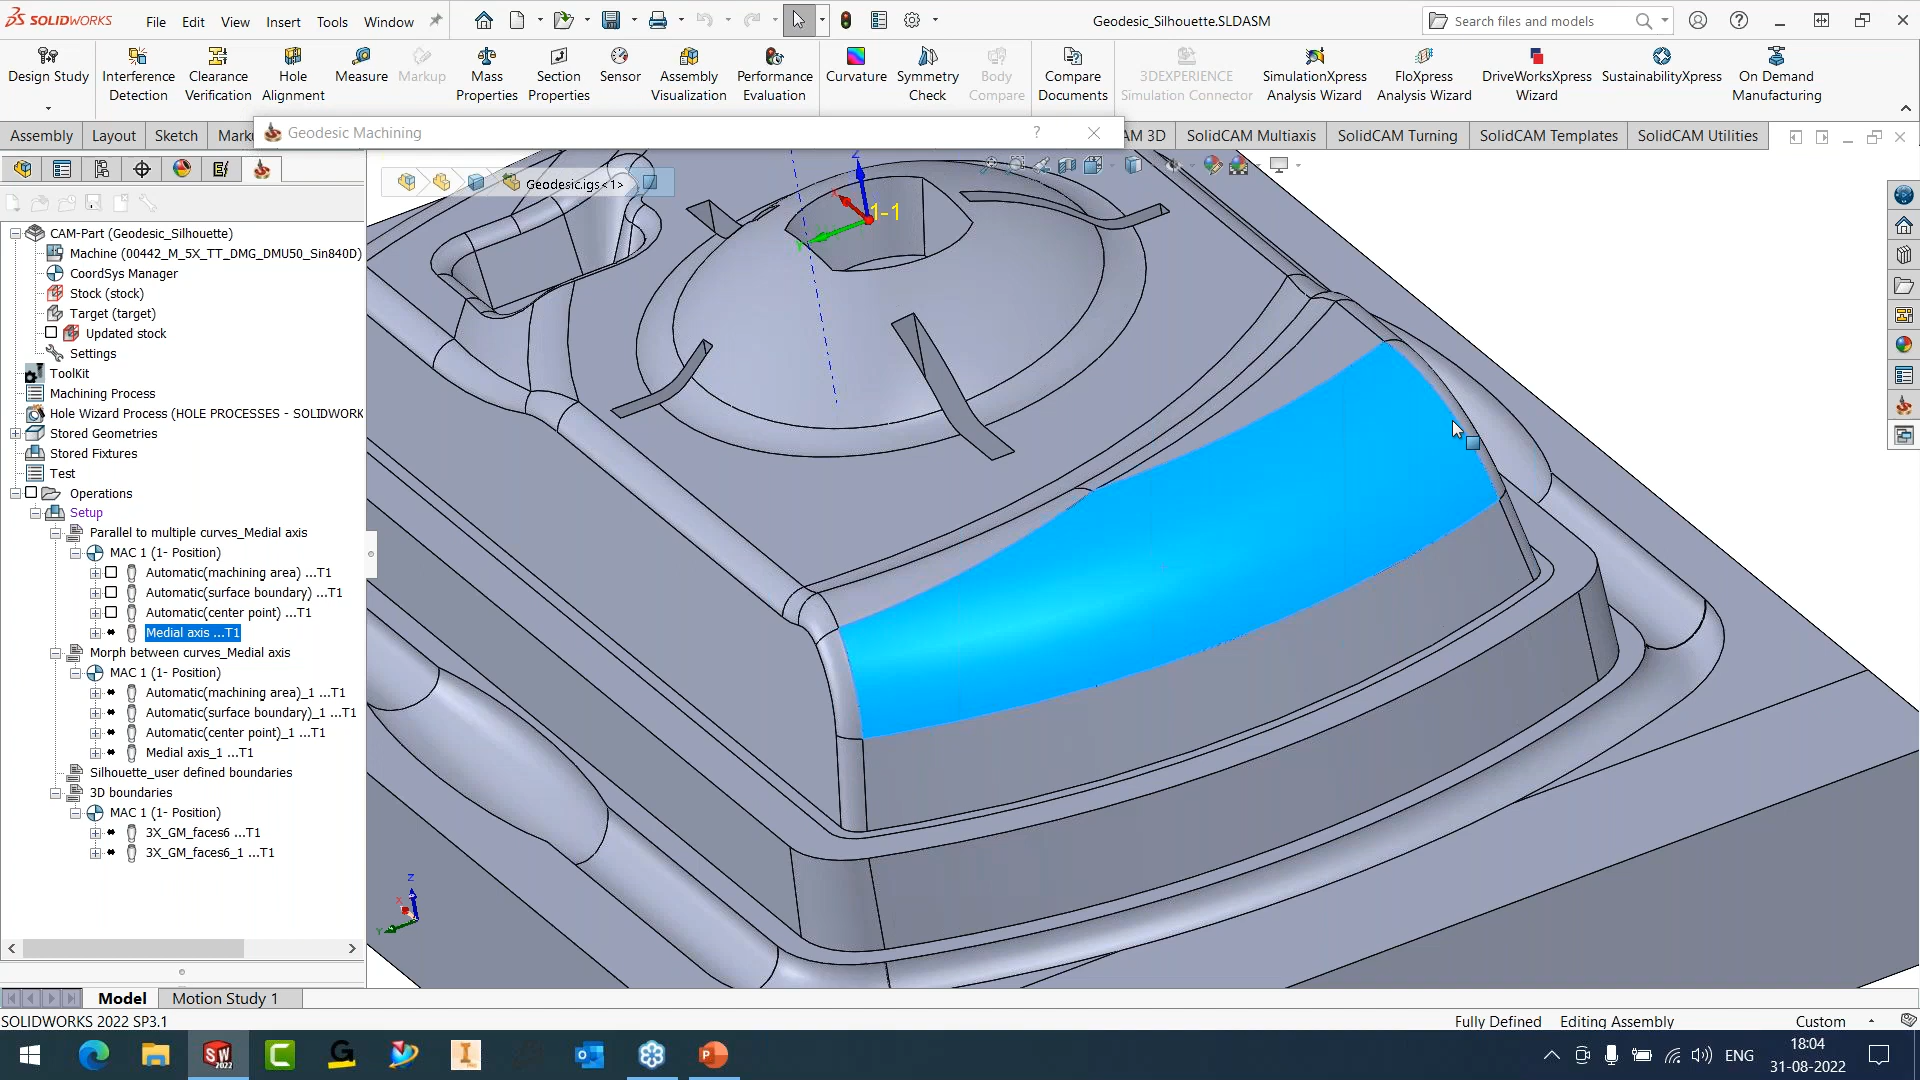 SOLIDWORKS File Edit View Insert Tools Window Geodesic_Silhouette.SLDASM Search files and models
Design Study
Interference Detection
Clearance Verification
Hole Alignment
Measure
Markup
Mass Properties
Section Properties
Sensor
Assembly Visualization
Performance Evaluation
Curvature
Symmetry Check
Body Compare
Compare Documents
3DEXPERIENCE Simulation Connector
SimulationXpress Analysis Wizard
FloXpress Analysis Wizard
DriveWorksXpress Wizard
SustainabilityXpress
On Demand Manufacturing
Assembly Layout Sketch Mark Geodesic Machining ? AM 3D SolidCAM Multiaxis SolidCAM Turning SolidCAM Templates SolidCAM Utilities
Geodesic.igs<1>
Z
X
Y
1-1
CAM-Part (Geodesic_Silhouette)
Machine (00442_M_5X_TT_DMG_DMU50_Sin840D)
CoordSys Manager
Stock (stock)
Target (target)
Updated stock
Settings
ToolKit
Machining Process
Hole Wizard Process (HOLE PROCESSES - SOLIDWORK
Stored Geometries
Stored Fixtures
Test
Operations
Setup
Parallel to multiple curves_Medial axis
MAC 1 (1- Position)
Automatic(machining area) ...T1
Automatic(surface boundary) ...T1
Automatic(center point) ...T1
Medial axis ...T1
Morph between curves_Medial axis
MAC 1 (1- Position)
Automatic(machining area)_1 ...T1
Automatic(surface boundary)_1 ...T1
Automatic(center point)_1 ...T1
Medial axis_1 ...T1
Silhouette_user defined boundaries
3D boundaries
MAC 1 (1- Position)
3X_GM_faces6 ...T1
3X_GM_faces6_1 ...T1
Z
X
Y
Model Motion Study 1
SOLIDWORKS 2022 SP3.1 Fully Defined Editing Assembly Custom
SW 2022
ENG
18:04
31-08-2022